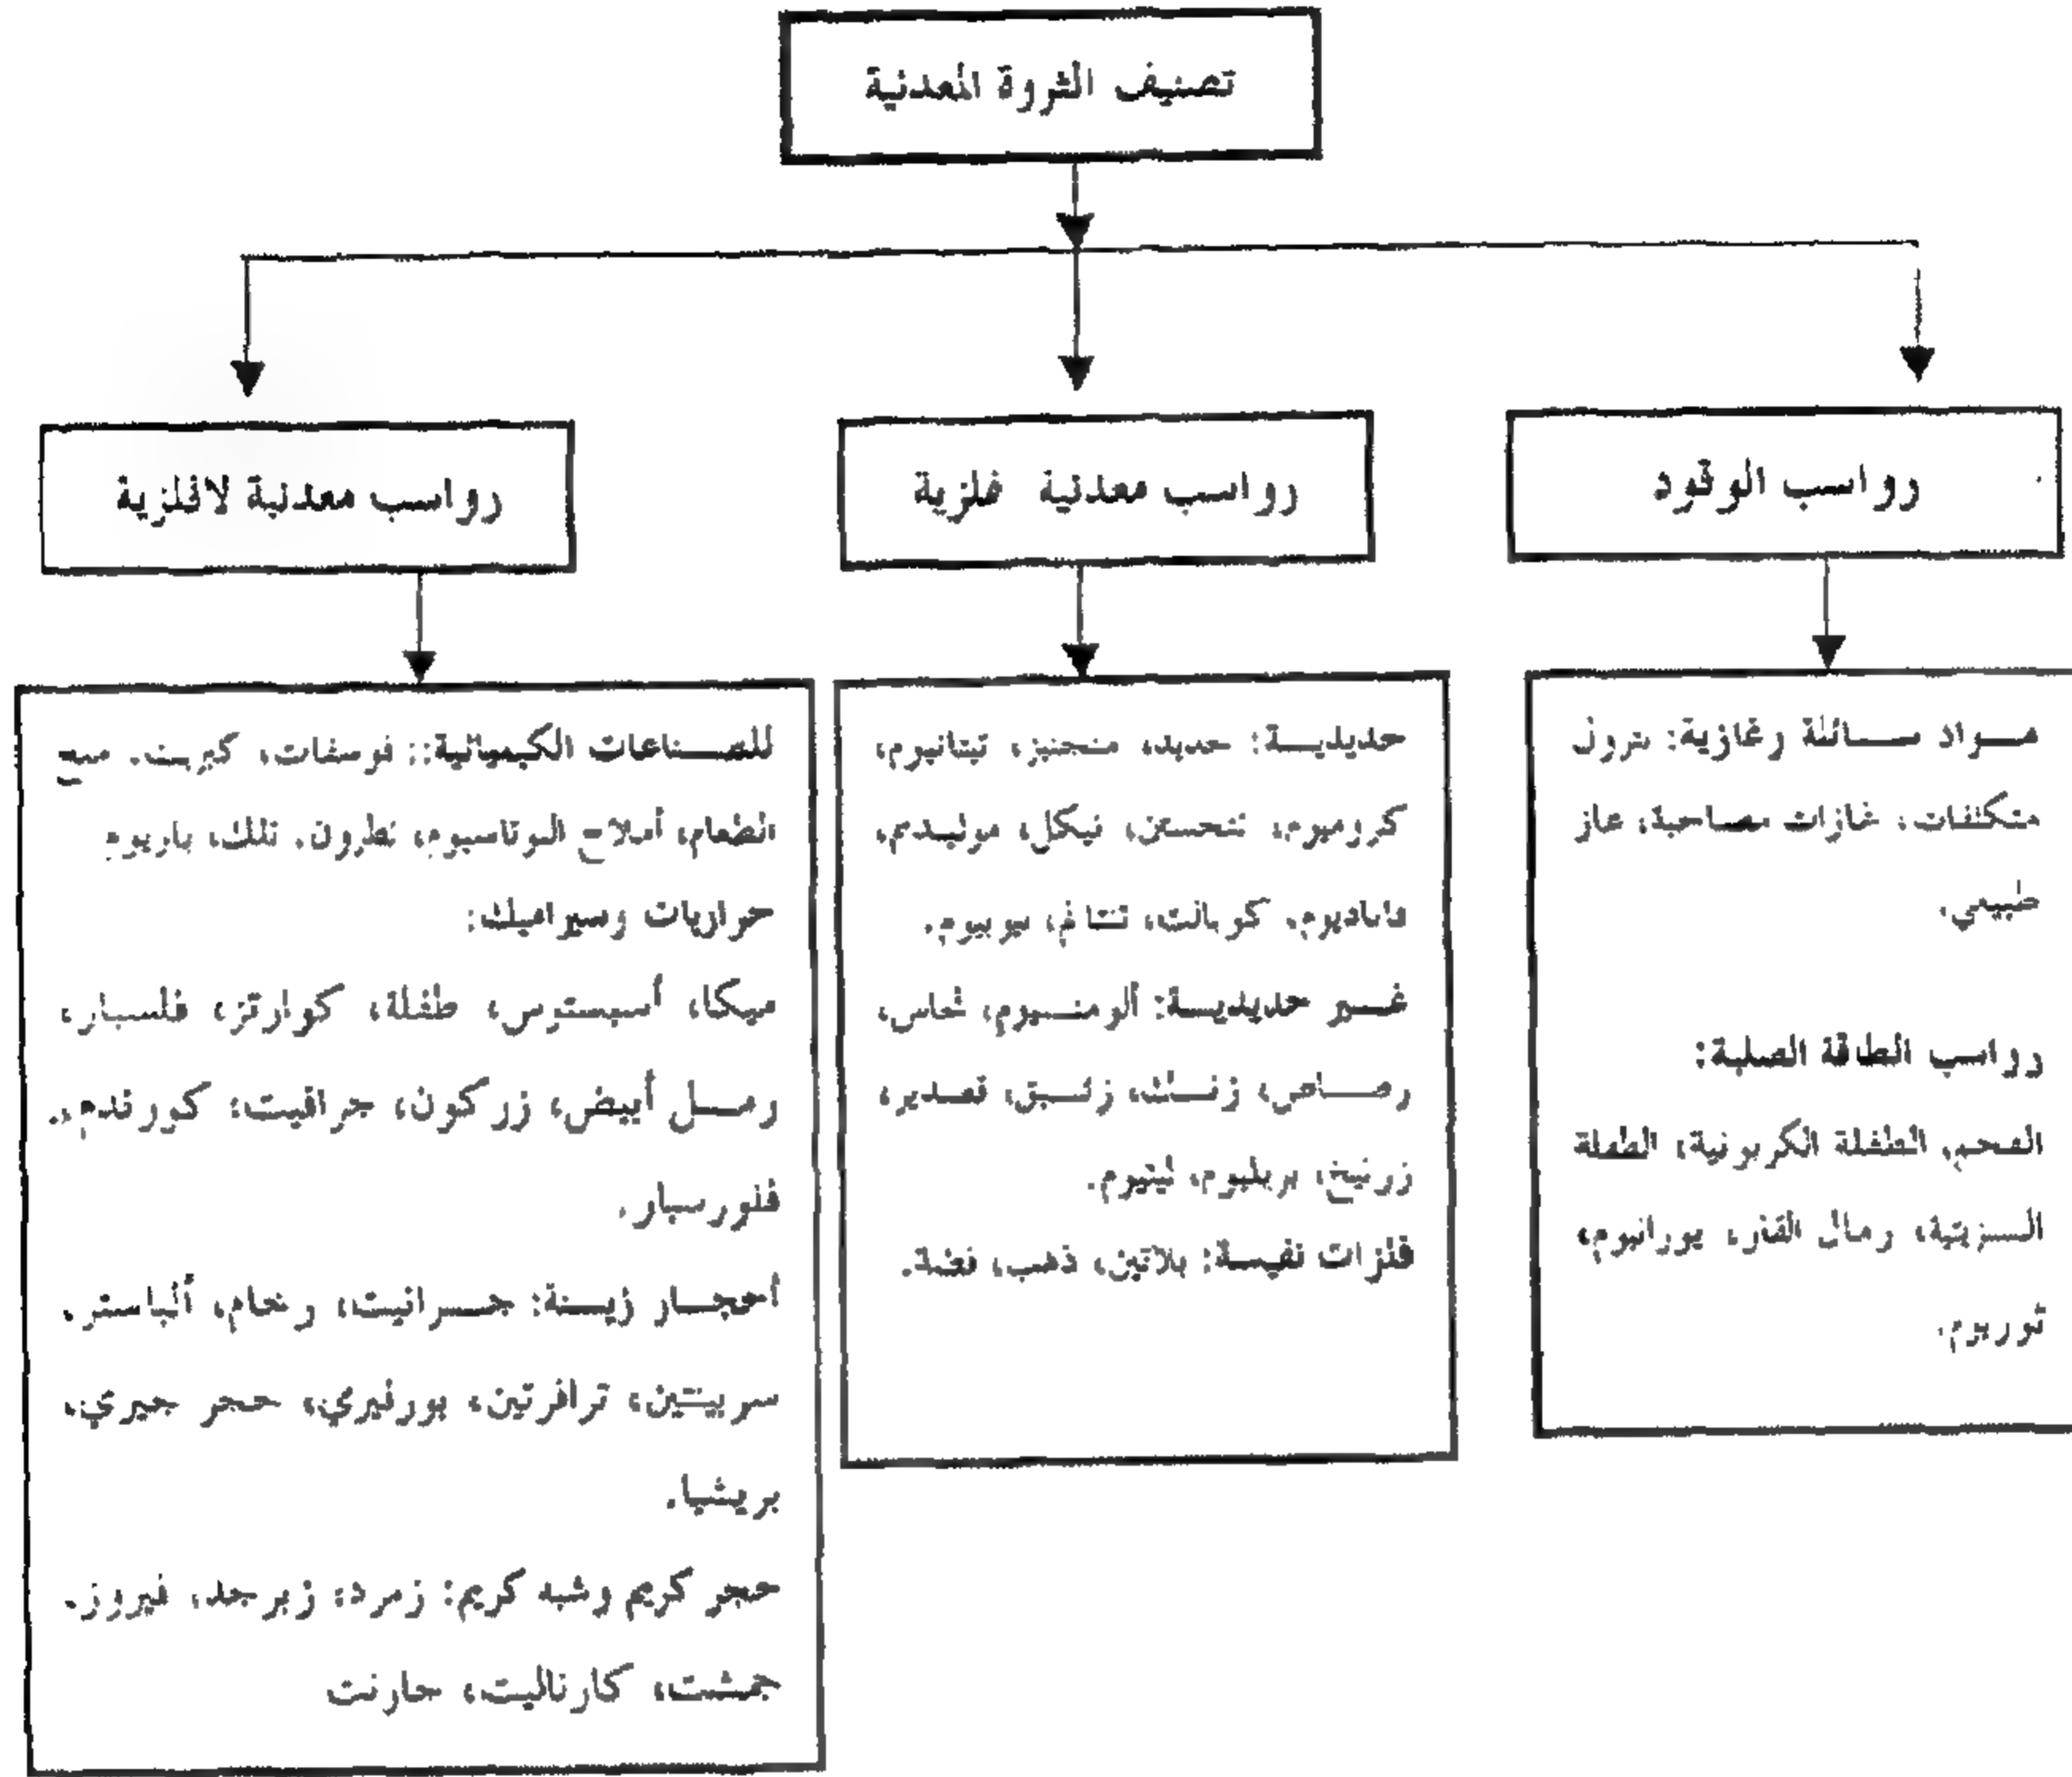 تصنيف الثروة المعدنية
رواسب الوقود
رواسب معدنية فلزية
رواسب معدنية لافلزية
مواد سائلة وغازية: بترول
متكثفات، غازات مصاحبة، غاز
طبيعي.
رواسب الطاقة الصلبة:
الفحم، الطفلة الكربونية، الطفلة
الزيتية، رمال القار، يورانيوم،
ثوريوم.
حديدية: حديد، منجنيز، تيتانيوم،
كروميوم، تنجستن، نيكل، موليبدم،
فاناديوم، كوبالت، تنتالم، نيوبيوم.
غير حديدية: ألومنيوم، نحاس،
رصاص، زنك، زئبق، قصدير،
زرنيخ، بريليوم، ليثيوم.
فلزات نفيسة: بلاتين، ذهب، فضة.
للصناعات الكيميائية:: فوسفات، كبريت، ملح
الطعام، أملاح البوتاسيوم، نطرون، تلك، باريوم
حراريات وسيراميك:
ميكا، أسبستوس، طفلة، كوارتز، فلسبار،
رمل أبيض، زركون، جرافيت، كورندم،
فلورسبار.
أحجار زينة: جرانيت، رخام، ألباستر،
سربنتين، ترافرتين، بورفيري، حجر جيري،
بريشيا.
حجر كريم وشبه كريم: زمرد، زبرجد، فيروز،
جمشت، كارناليت، جارنت